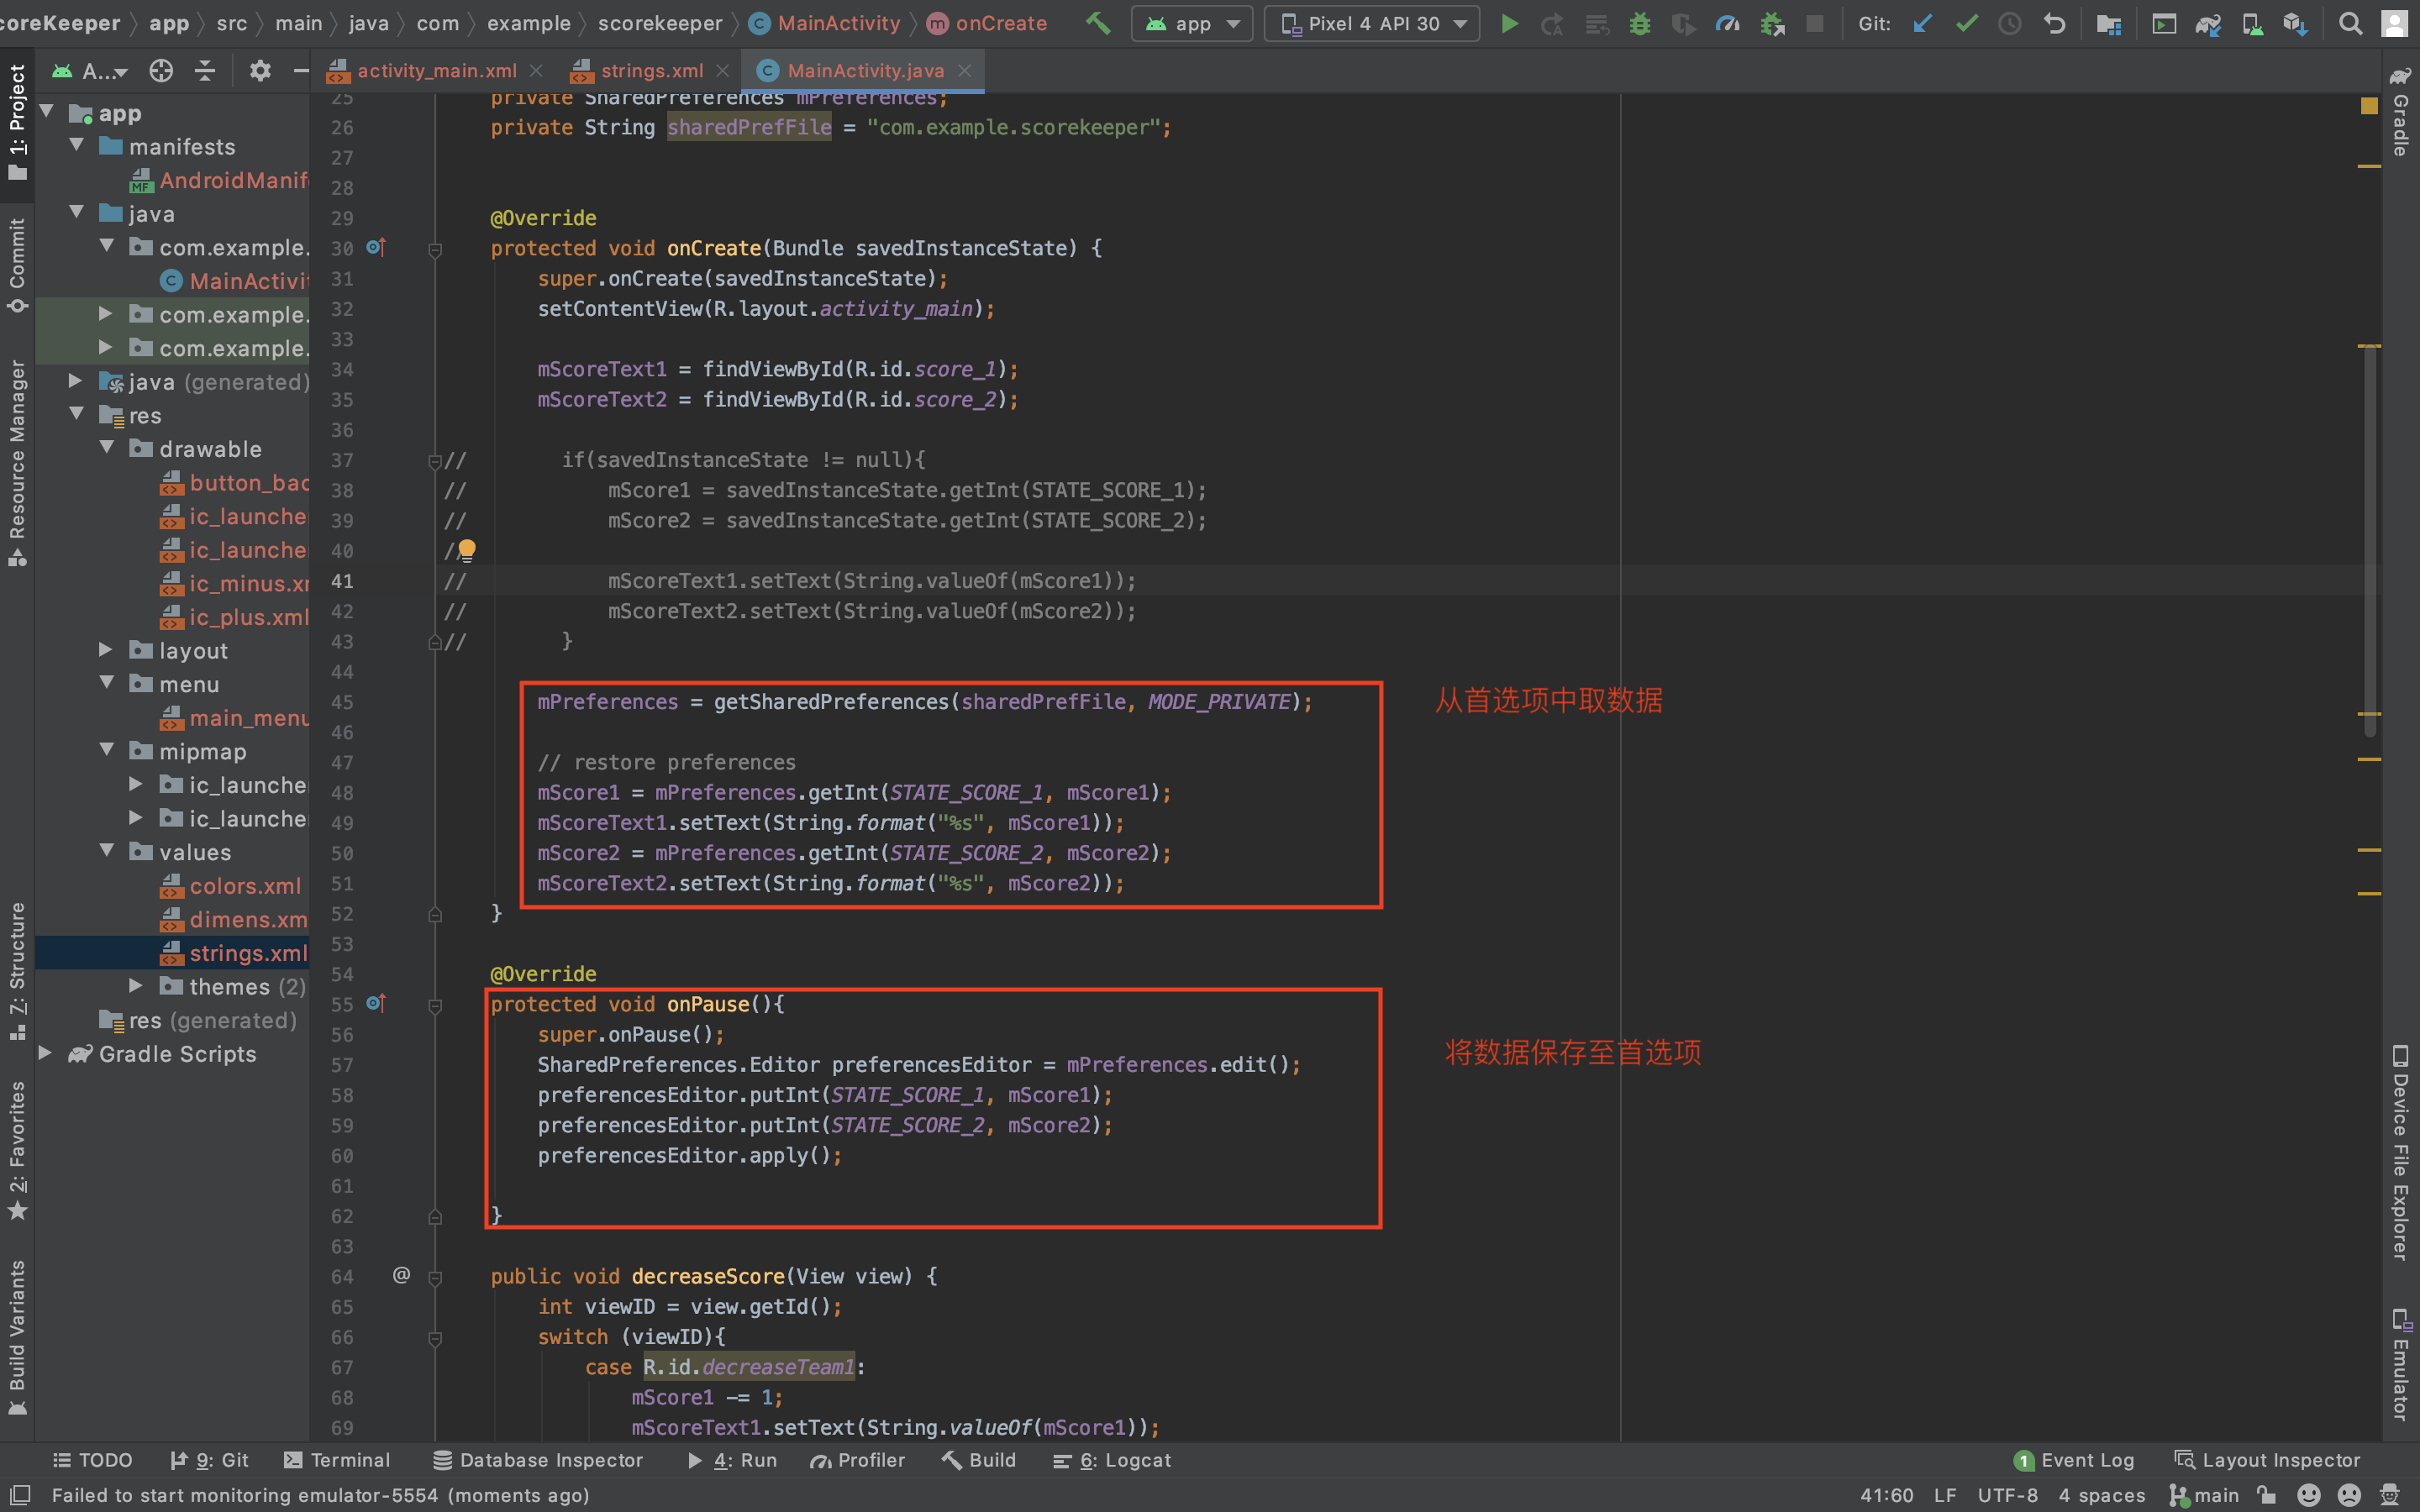 coreKeeper app src main java com example scorekeeper MainActivity onCreate app Pixel 4 API 30 Git:
A... activity_main.xml strings.xml MainActivity.java
1: Project
Commit
Resource Manager
7: Structure
2: Favorites
Build Variants
app
manifests
AndroidManif
java
com.example.
MainActivit
com.example.
com.example.
java (generated)
res
drawable
button_bac
ic_launche
ic_launche
ic_minus.xm
ic_plus.xml
layout
menu
main_menu
mipmap
ic_launche
ic_launche
values
colors.xml
dimens.xm
strings.xml
themes (2)
res (generated)
Gradle Scripts
25 private SharedPreferences mPreferences;
26 private String sharedPrefFile = "com.example.scorekeeper";
27
28
29 @Override
30 protected void onCreate(Bundle savedInstanceState) {
31 super.onCreate(savedInstanceState);
32 setContentView(R.layout.activity_main);
33
34 mScoreText1 = findViewById(R.id.score_1);
35 mScoreText2 = findViewById(R.id.score_2);
36
37 // if(savedInstanceState != null){
38 // mScore1 = savedInstanceState.getInt(STATE_SCORE_1);
39 // mScore2 = savedInstanceState.getInt(STATE_SCORE_2);
40 //
41 // mScoreText1.setText(String.valueOf(mScore1));
42 // mScoreText2.setText(String.valueOf(mScore2));
43 // }
44
45 mPreferences = getSharedPreferences(sharedPrefFile, MODE_PRIVATE);
从首选项中取数据
46
47 // restore preferences
48 mScore1 = mPreferences.getInt(STATE_SCORE_1, mScore1);
49 mScoreText1.setText(String.format("%s", mScore1));
50 mScore2 = mPreferences.getInt(STATE_SCORE_2, mScore2);
51 mScoreText2.setText(String.format("%s", mScore2));
52 }
53
54 @Override
55 protected void onPause(){
56 super.onPause();
57 SharedPreferences.Editor preferencesEditor = mPreferences.edit();
将数据保存至首选项
58 preferencesEditor.putInt(STATE_SCORE_1, mScore1);
59 preferencesEditor.putInt(STATE_SCORE_2, mScore2);
60 preferencesEditor.apply();
61
62 }
63
64 @ public void decreaseScore(View view) {
65 int viewID = view.getId();
66 switch (viewID){
67 case R.id.decreaseTeam1:
68 mScore1 -= 1;
69 mScoreText1.setText(String.valueOf(mScore1));
Gradle
Device File Explorer
Emulator
TODO 9: Git Terminal Database Inspector 4: Run Profiler Build 6: Logcat 1 Event Log Layout Inspector
Failed to start monitoring emulator-5554 (moments ago) 41:60 LF UTF-8 4 spaces main